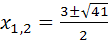 x₁,₂ = (3±√41)/2